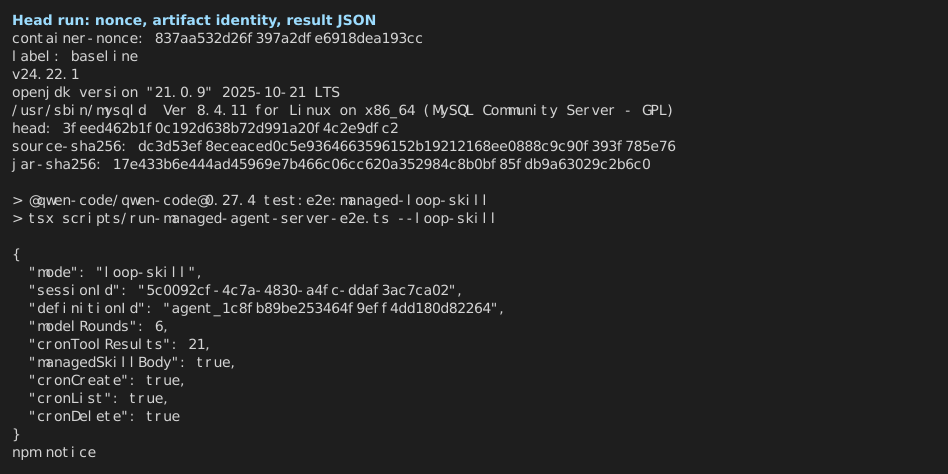 Head run: nonce, artifact identity, result JSON
container-nonce: 837aa532d26f397a2dfe6918dea193cc
label: baseline
v24.22.1
openjdk version "21.0.9" 2025-10-21 LTS
/usr/sbin/mysqld  Ver 8.4.11 for Linux on x86_64 (MySQL Community Server - GPL)
head: 3feed462b1f0c192d638b72d991a20f4c2e9dfc2
source-sha256: dc3d53ef8eceaced0c5e9364663596152b19212168ee0888c9c90f393f785e76
jar-sha256: 17e433b6e444ad45969e7b466c06cc620a352984c8b0bf85fdb9a63029c2b6c0

> @qwen-code/qwen-code@0.27.4 test:e2e:managed-loop-skill
> tsx scripts/run-managed-agent-server-e2e.ts --loop-skill

{
  "mode": "loop-skill",
  "sessionId": "5c0092cf-4c7a-4830-a4fc-ddaf3ac7ca02",
  "definitionId": "agent_1c8fb89be253464f9eff4dd180d82264",
  "modelRounds": 6,
  "cronToolResults": 21,
  "managedSkillBody": true,
  "cronCreate": true,
  "cronList": true,
  "cronDelete": true
}
npm notice